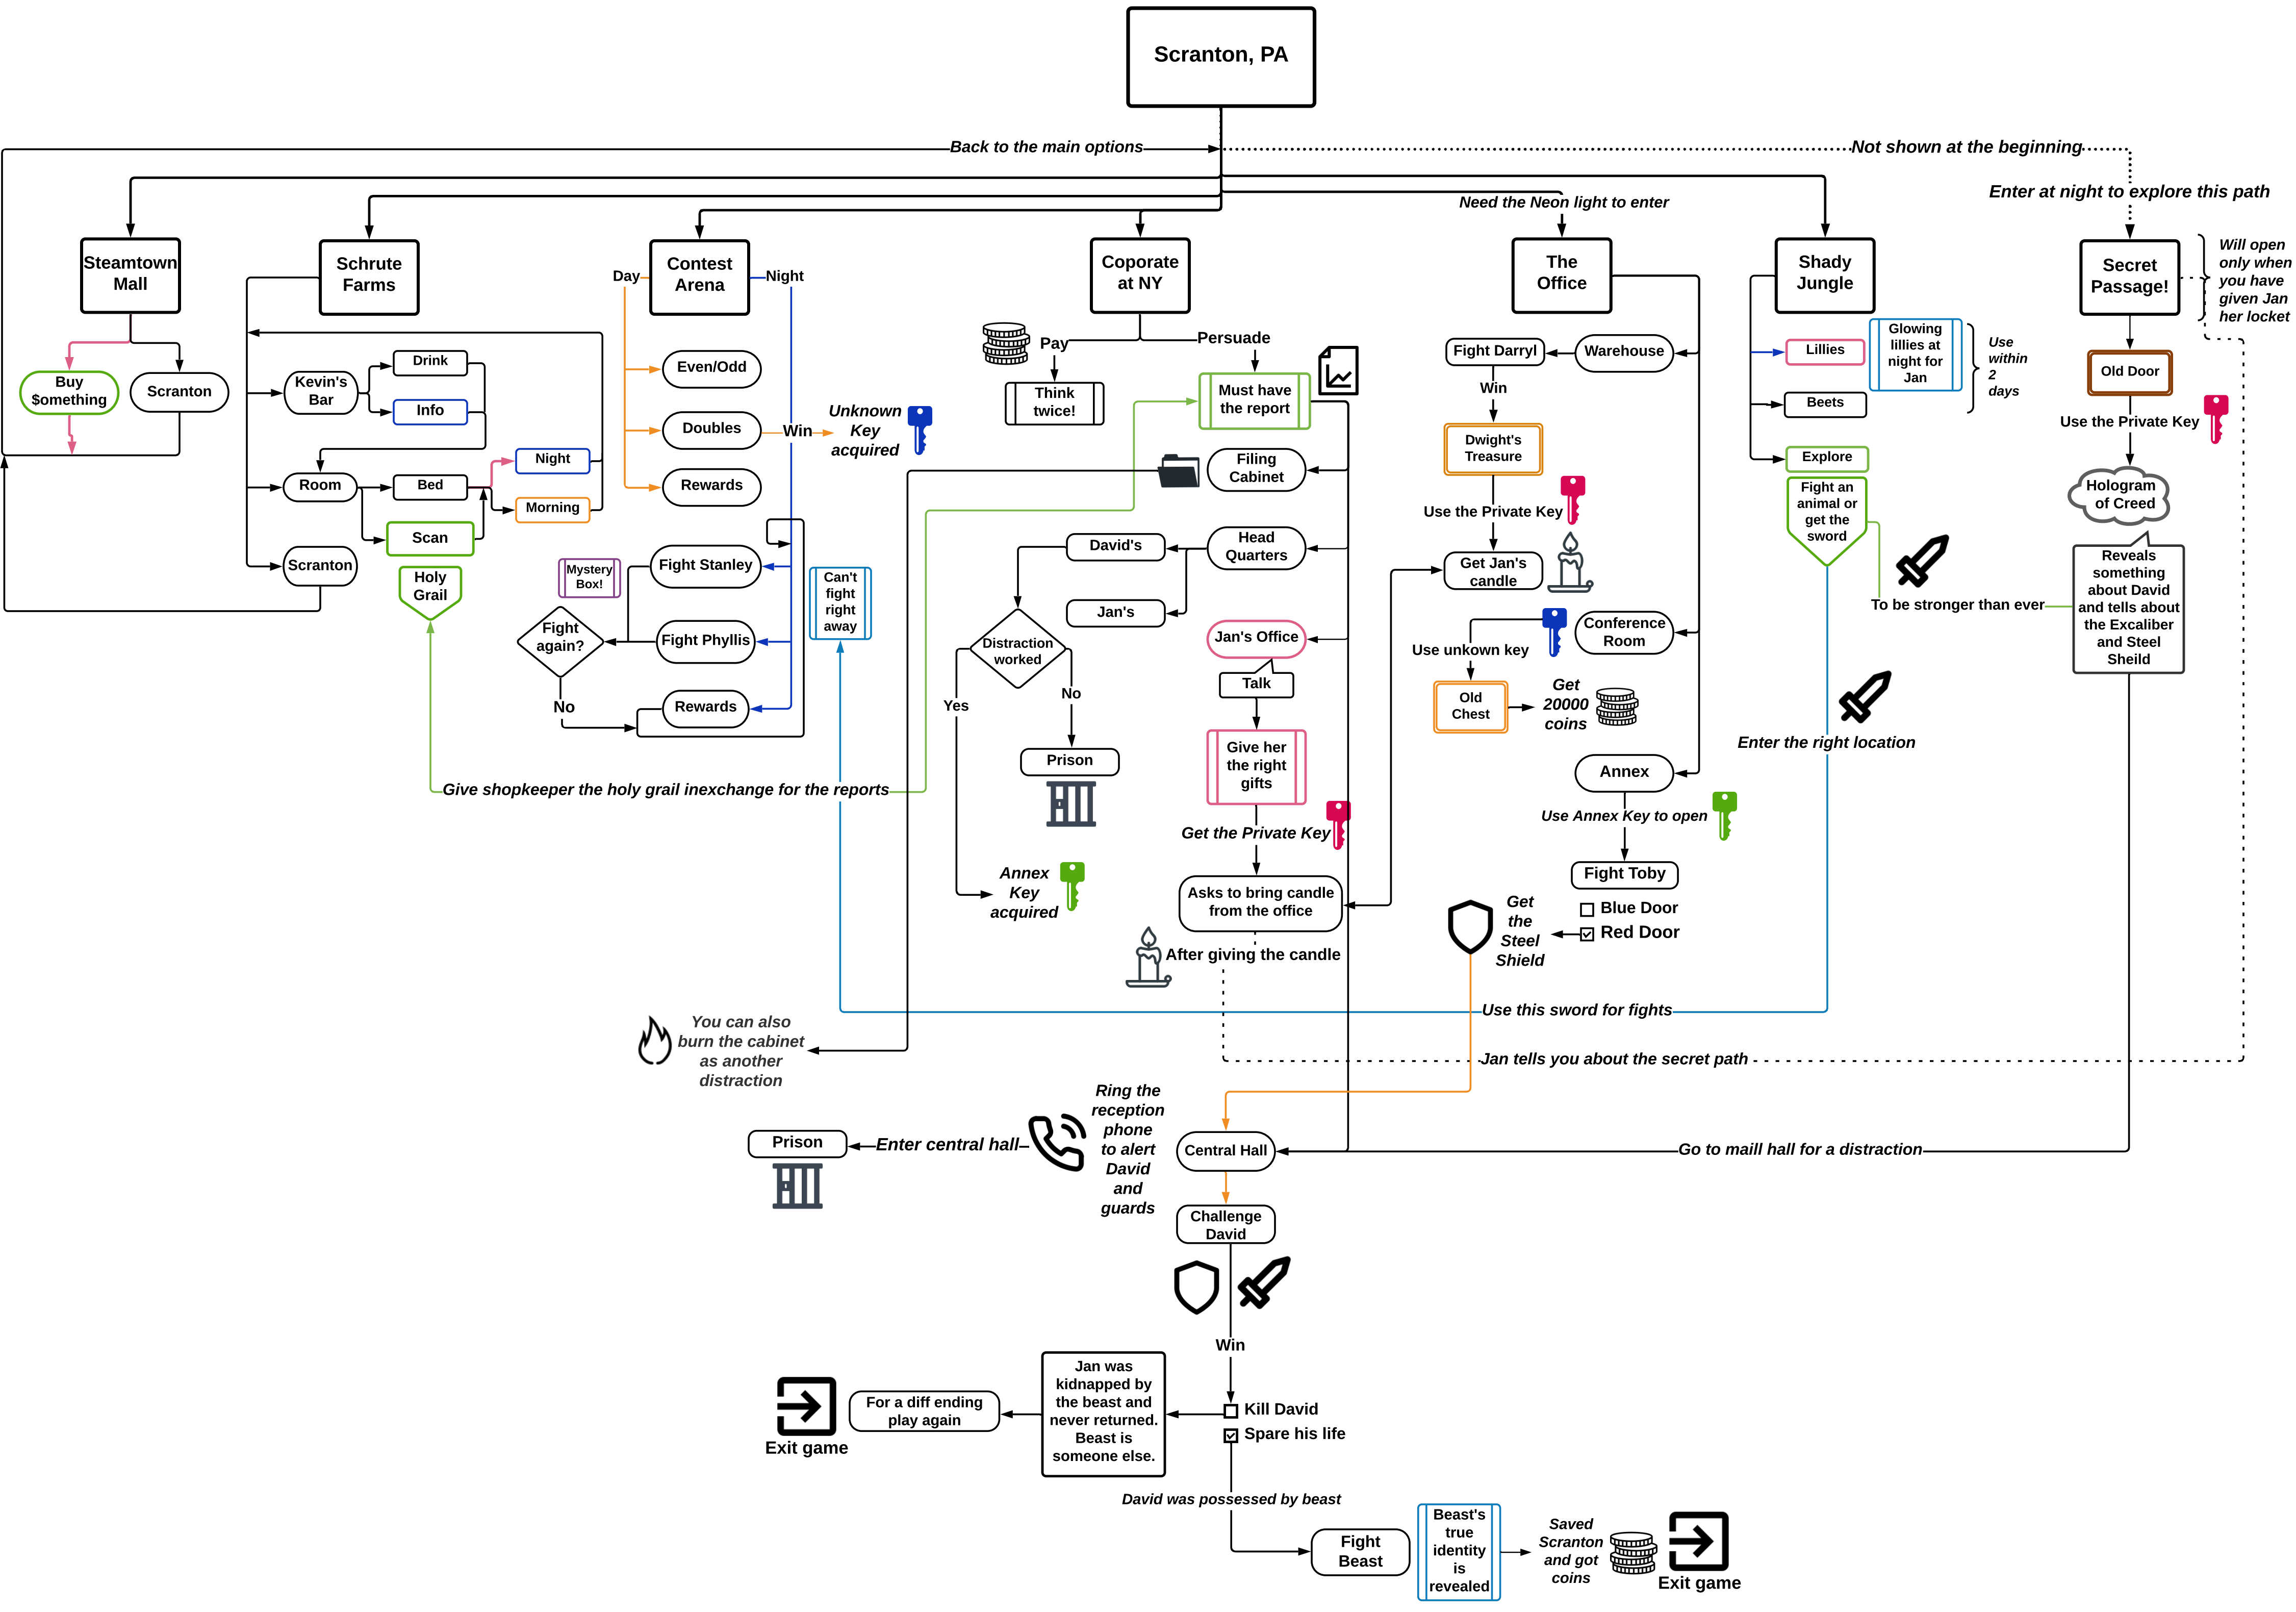 Scranton, PA
Back to the main options
Not shown at the beginning
Enter at night to explore this path
Need the Neon light to enter
Steamtown
Mall
Buy
$omething
Scranton
Schrute
Farms
Kevin's
Bar
Drink
Info
Room
Bed
Night
Morning
Scan
Holy
Grail
Scranton
Contest
Arena
Day
Night
Even/Odd
Doubles
Rewards
Win
Unknown
Key
acquired
Fight Stanley
Mystery
Box!
Fight
again?
Fight Phyllis
No
Rewards
Can't
fight
right
away
Give shopkeeper the holy grail inexchange for the reports
Coporate
at NY
Pay
Persuade
Think
twice!
Must have
the report
Filing
Cabinet
Head
Quarters
David's
Jan's
Distraction
worked
Yes
No
Prison
Annex
Key
acquired
Jan's Office
Talk
Give her
the right
gifts
Get the Private Key
Asks to bring candle
from the office
After giving the candle
You can also
burn the cabinet
as another
distraction
The
Office
Warehouse
Fight Darryl
Win
Dwight's
Treasure
Use the Private Key
Get Jan's
candle
Conference
Room
Use unkown key
Old
Chest
Get
20000
coins
Annex
Use Annex Key to open
Fight Toby
Blue Door
Red Door
Get
the
Steel
Shield
Shady
Jungle
Lillies
Glowing
lillies at
night for
Jan
Use
within
2
days
Beets
Explore
Fight an
animal or
get the
sword
To be stronger than ever
Enter the right location
Use this sword for fights
Jan tells you about the secret path
Secret
Passage!
Will open
only when
you have
given Jan
her locket
Old Door
Use the Private Key
Hologram
of Creed
Reveals
something
about David
and tells about
the Excaliber
and Steel
Sheild
Go to maill hall for a distraction
Ring the
reception
phone
to alert
David
and
guards
Enter central hall
Prison
Central Hall
Challenge
David
Win
Kill David
Spare his life
Jan was
kidnapped by
the beast and
never returned.
Beast is
someone else.
For a diff ending
play again
Exit game
David was possessed by beast
Fight
Beast
Beast's
true
identity
is
revealed
Saved
Scranton
and got
coins
Exit game